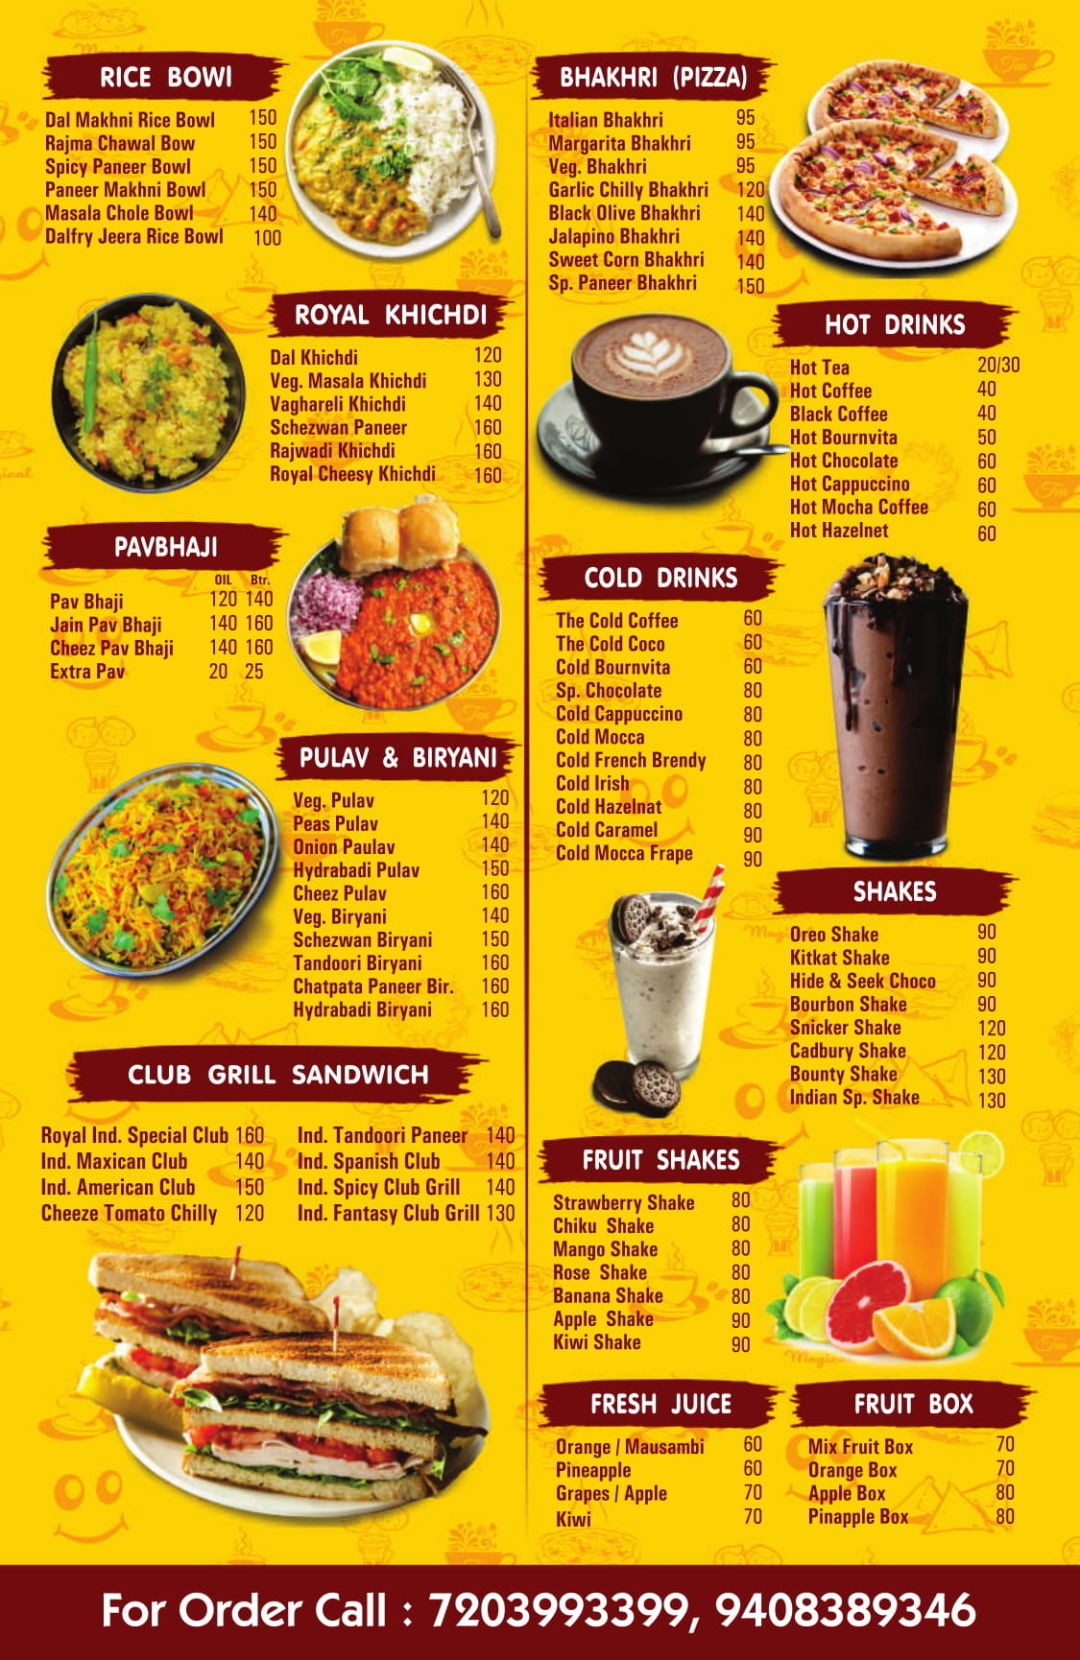 RICE BOWl
Dal Makhni Rice Bowl 150
Rajma Chawal Bow 150
Spicy Paneer Bowl 150
Paneer Makhni Bowl 150
Masala Chole Bowl 140
Dalfry Jeera Rice Bowl 100
ROYAL KHICHDI
Dal Khichdi 120
Veg. Masala Khichdi 130
Vaghareli Khichdi 140
Schezwan Paneer 160
Rajwadi Khichdi 160
Royal Cheesy Khichdi 160
PAVBHAJI
OIL Btr.
Pav Bhaji 120 140
Jain Pav Bhaji 140 160
Cheez Pav Bhaji 140 160
Extra Pav 20 25
PULAV & BIRYANI
Veg. Pulav 120
Peas Pulav 140
Onion Paulav 140
Hydrabadi Pulav 150
Cheez Pulav 160
Veg. Biryani 140
Schezwan Biryani 150
Tandoori Biryani 160
Chatpata Paneer Bir. 160
Hydrabadi Biryani 160
CLUB GRILL SANDWICH
Royal Ind. Special Club 160 Ind. Tandoori Paneer 140
Ind. Maxican Club 140 Ind. Spanish Club 140
Ind. American Club 150 Ind. Spicy Club Grill 140
Cheeze Tomato Chilly 120 Ind. Fantasy Club Grill 130
BHAKHRI (PIZZA)
Italian Bhakhri 95
Margarita Bhakhri 95
Veg. Bhakhri 95
Garlic Chilly Bhakhri 120
Black Olive Bhakhri 140
Jalapino Bhakhri 140
Sweet Corn Bhakhri 140
Sp. Paneer Bhakhri 150
HOT DRINKS
Hot Tea 20/30
Hot Coffee 40
Black Coffee 40
Hot Bournvita 50
Hot Chocolate 60
Hot Cappuccino 60
Hot Mocha Coffee 60
Hot Hazelnet 60
COLD DRINKS
The Cold Coffee 60
The Cold Coco 60
Cold Bournvita 60
Sp. Chocolate 80
Cold Cappuccino 80
Cold Mocca 80
Cold French Brendy 80
Cold Irish 80
Cold Hazelnat 80
Cold Caramel 90
Cold Mocca Frape 90
SHAKES
Oreo Shake 90
Kitkat Shake 90
Hide & Seek Choco 90
Bourbon Shake 90
Snicker Shake 120
Cadbury Shake 120
Bounty Shake 130
Indian Sp. Shake 130
FRUIT SHAKES
Strawberry Shake 80
Chiku Shake 80
Mango Shake 80
Rose Shake 80
Banana Shake 80
Apple Shake 90
Kiwi Shake 90
FRESH JUICE
Orange / Mausambi 60
Pineapple 60
Grapes / Apple 70
Kiwi 70
FRUIT BOX
Mix Fruit Box 70
Orange Box 70
Apple Box 80
Pinapple Box 80
For Order Call : 7203993399, 9408389346